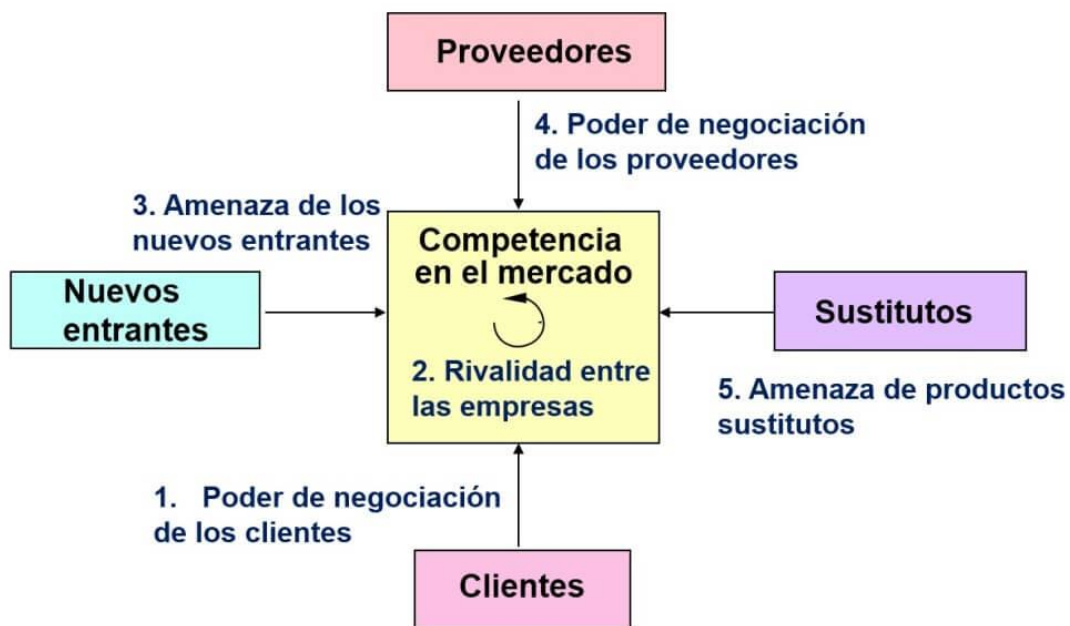 Proveedores
4. Poder de negociación
de los proveedores
3. Amenaza de los
nuevos entrantes
Competencia
en el mercado
Nuevos
entrantes
Sustitutos
2. Rivalidad entre
las empresas
5. Amenaza de productos
sustitutos
1. Poder de negociación
de los clientes
Clientes